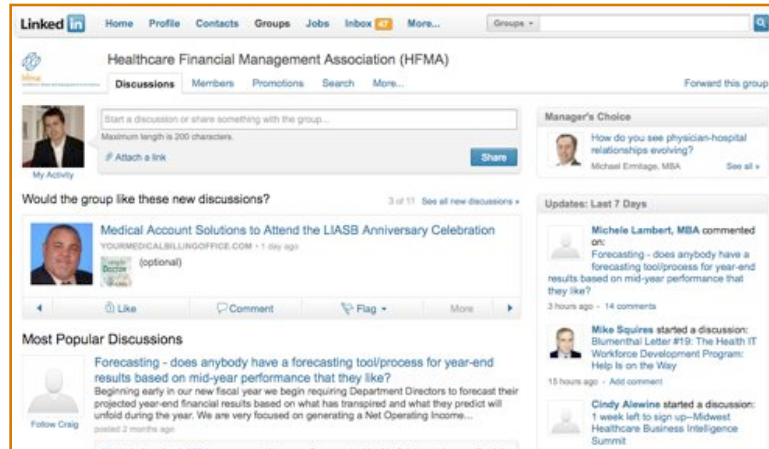 Linked in Home Profile Contacts Groups Jobs Inbox 47 More... Groups
Healthcare Financial Management Association (HFMA)
hfma
Discussions Members Promotions Search More... Forward this group
Start a discussion or share something with the group...
Maximum length is 200 characters.
Attach a link Share
My Activity
Manager's Choice
How do you see physician-hospital
relationships evolving?
Michael Ermitage, MBA See all »
Would the group like these new discussions? 3 of 11 See all new discussions »
Medical Account Solutions to Attend the LIASB Anniversary Celebration
YOURMEDICALBILLINGOFFICE.COM • 1 day ago
(optional)
Like Comment Flag More
Updates: Last 7 Days
Michele Lambert, MBA commented
on:
Forecasting - does anybody have a
forecasting tool/process for year-end
results based on mid-year performance that
they like?
3 hours ago • 14 comments
Mike Squires started a discussion:
Blumenthal Letter #19: The Health IT
Workforce Development Program:
Help Is on the Way
15 hours ago • Add comment
Cindy Alewine started a discussion:
1 week left to sign up--Midwest
Healthcare Business Intelligence
Summit
Most Popular Discussions
Forecasting - does anybody have a forecasting tool/process for year-end
results based on mid-year performance that they like?
Beginning early in our new fiscal year we begin requiring Department Directors to forecast their
projected year-end financial results based on what has transpired and what they predict will
unfold during the year. We are very focused on generating a Net Operating Income...
posted 2 months ago
Follow Craig